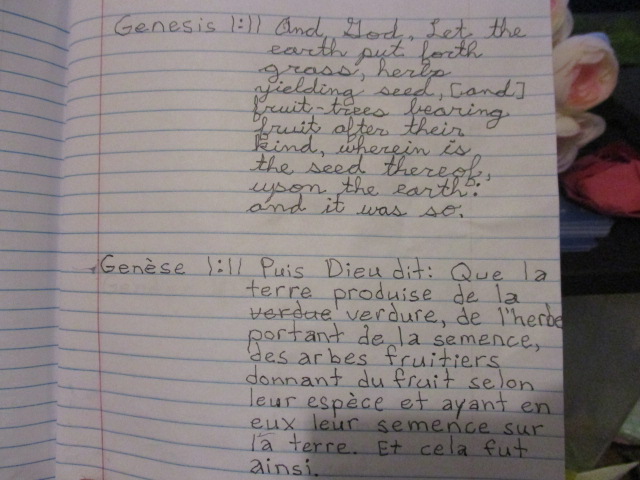 Genesis 1:11 And God, Let the
earth put forth
grass, herbs
yielding seed, [and]
fruit-trees bearing
fruit after their
kind, wherein is
the seed thereof,
upon the earth:
and it was so.
Genèse 1:11 Puis Dieu dit: Que la
terre produise de la
verdue verdure, de l'herbe
portant de la semence,
des arbes fruitiers
donnant du fruit selon
leur espèce et ayant en
eux leur semence sur
la terre. Et cela fut
ainsi.